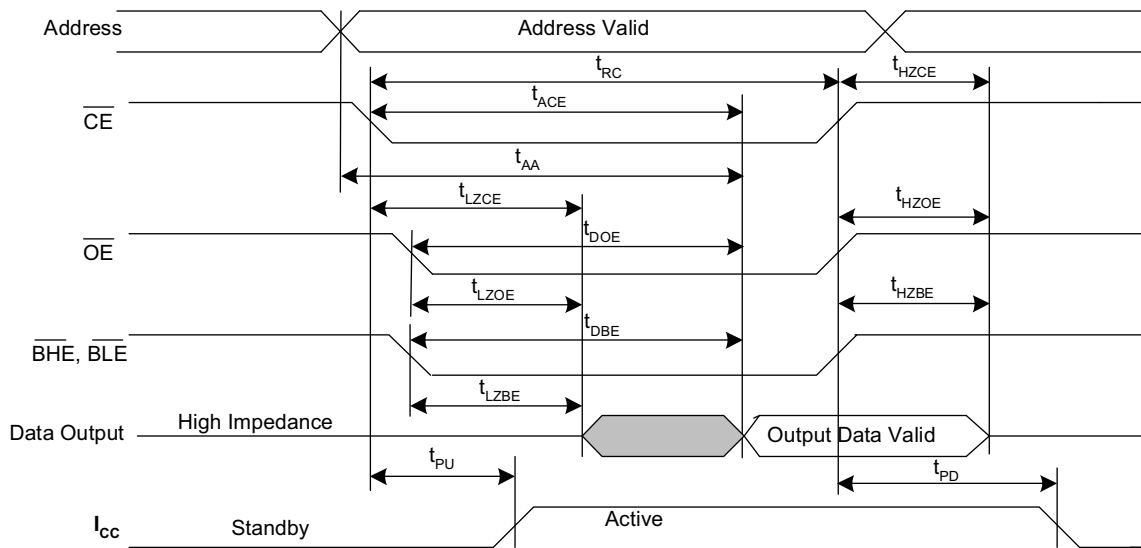 Address
Address Valid
tRC
tHZCE
tACE
CE
tAA
tLZCE
tHZOE
OE
tDOE
tLZOE
tHZBE
tDBE
BHE, BLE
tLZBE
Data Output
High Impedance
Output Data Valid
tPU
tPD
ICC
Standby
Active